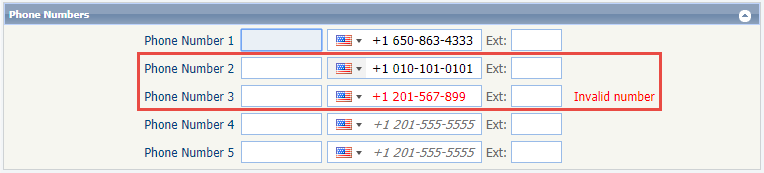 Phone Numbers
Phone Number 1 +1 650-863-4333 Ext:
Phone Number 2 +1 010-101-0101 Ext:
Phone Number 3 +1 201-567-899 Ext: Invalid number
Phone Number 4 +1 201-555-5555 Ext:
Phone Number 5 +1 201-555-5555 Ext: